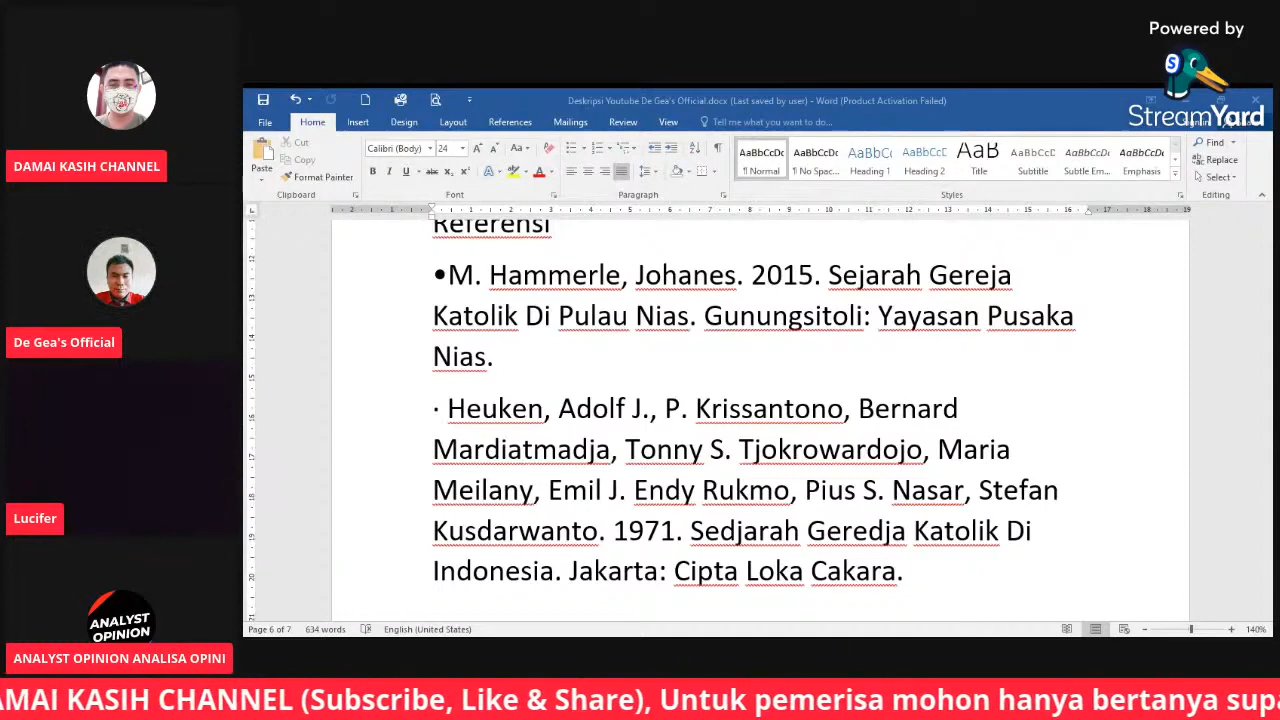 Powered by
StreamYard
DAMAI KASIH CHANNEL
De Gea's Official
Lucifer
ANALYST
OPINION
ANALYST OPINION ANALISA OPINI
Deskripsi Youtube De Gea's Official.docx (Last saved by user) - Word (Product Activation Failed)
File Home Insert Design Layout References Mailings Review View Tell me what you want to do...
Paste
Cut
Copy
Format Painter
Clipboard
Calibri (Body) 24
Font
Paragraph
AaBbCcDc AaBbCcDc AaBbCc AaBbCcC AaB AaBbCcC AaBbCcDc AaBbCcDc
¶ Normal ¶ No Spac... Heading 1 Heading 2 Title Subtitle Subtle Em... Emphasis
Styles
Find
Replace
Select
Editing
Referensi
•M. Hammerle, Johanes. 2015. Sejarah Gereja
Katolik Di Pulau Nias. Gunungsitoli: Yayasan Pusaka
Nias.
· Heuken, Adolf J., P. Krissantono, Bernard
Mardiatmadja, Tonny S. Tjokrowardojo, Maria
Meilany, Emil J. Endy Rukmo, Pius S. Nasar, Stefan
Kusdarwanto. 1971. Sedjarah Geredja Katolik Di
Indonesia. Jakarta: Cipta Loka Cakara.
Page 6 of 7 634 words English (United States) 140%
AMAI KASIH CHANNEL (Subscribe, Like & Share), Untuk pemerisa mohon hanya bertanya supa